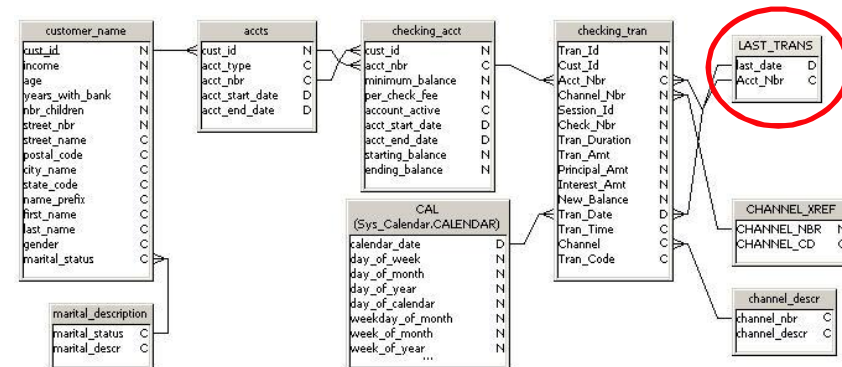 customer_name
cust_id N
income N
age N
years_with_bank N
nbr_children N
street_nbr N
street_name C
postal_code C
city_name C
state_code C
name_prefix C
first_name C
last_name C
gender C
marital_status C
marital_description
marital_status C
marital_descr C
accts
cust_id N
acct_type C
acct_nbr C
acct_start_date D
acct_end_date D
checking_acct
cust_id N
acct_nbr C
minimum_balance N
per_check_fee N
account_active C
acct_start_date D
acct_end_date D
starting_balance N
ending_balance N
CAL
(Sys_Calendar.CALENDAR)
calendar_date D
day_of_week N
day_of_month N
day_of_year N
day_of_calendar N
weekday_of_month N
week_of_month N
week_of_year N
...
checking_tran
Tran_Id N
Cust_Id N
Acct_Nbr C
Channel_Nbr N
Session_Id N
Check_Nbr N
Tran_Duration N
Tran_Amt N
Principal_Amt N
Interest_Amt N
New_Balance N
Tran_Date D
Tran_Time C
Channel C
Tran_Code C
LAST_TRANS
last_date D
Acct_Nbr C
CHANNEL_XREF
CHANNEL_NBR N
CHANNEL_CD C
channel_descr
channel_nbr C
channel_descr C